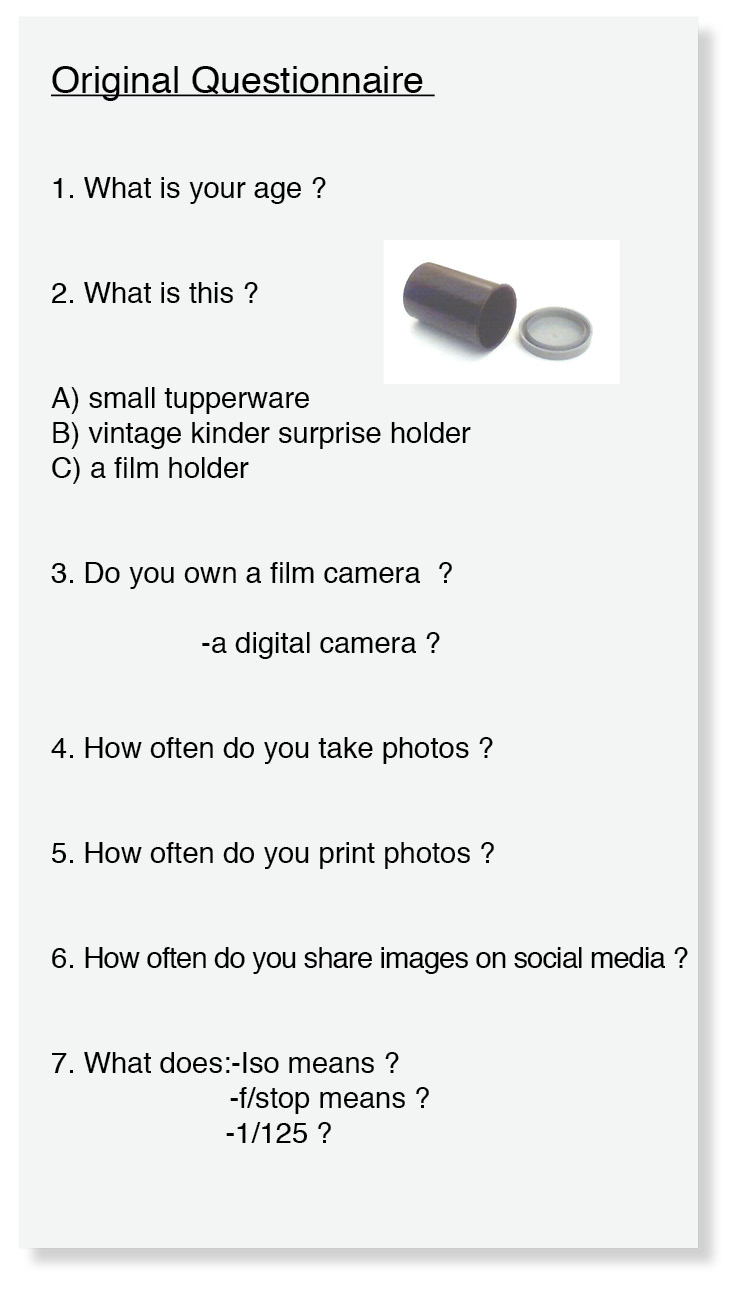 Original Questionnaire
1. What is your age ?
2. What is this ?
A) small tupperware
B) vintage kinder surprise holder
C) a film holder
3. Do you own a film camera  ?
-a digital camera ?
4. How often do you take photos ?
5. How often do you print photos ?
6. How often do you share images on social media ?
7. What does:-Iso means ?
-f/stop means ?
-1/125 ?